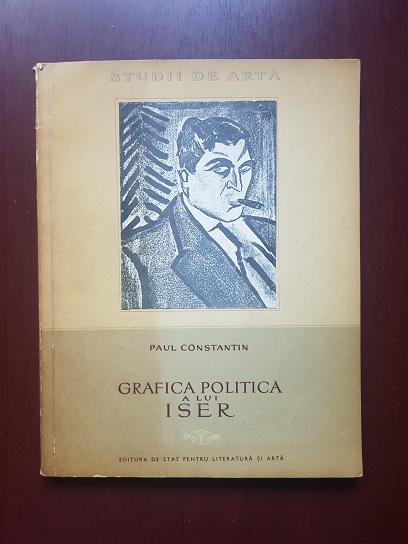 STUDII DE ARTĂ
PAUL CONSTANTIN
GRAFICA POLITICĂ
A LUI
ISER
EDITURA DE STAT PENTRU LITERATURĂ ȘI ARTĂ